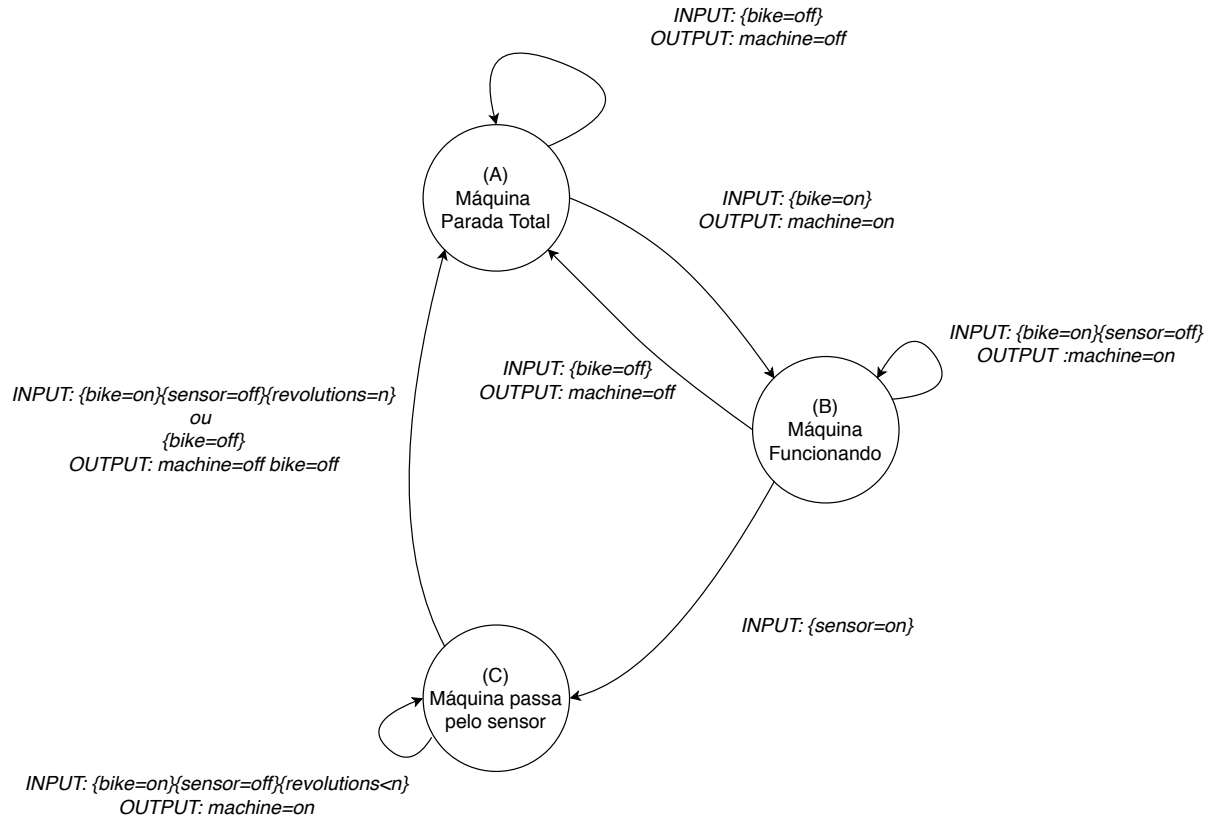 INPUT: {bike=off}
OUTPUT: machine=off
(A)
Máquina
Parada Total
INPUT: {bike=on}
OUTPUT: machine=on
INPUT: {bike=on}{sensor=off}
OUTPUT :machine=on
INPUT: {bike=off}
OUTPUT: machine=off
INPUT: {bike=on}{sensor=off}{revolutions=n}
ou
{bike=off}
OUTPUT: machine=off bike=off
(B)
Máquina
Funcionando
INPUT: {sensor=on}
(C)
Máquina passa
pelo sensor
INPUT: {bike=on}{sensor=off}{revolutions<n}
OUTPUT: machine=on